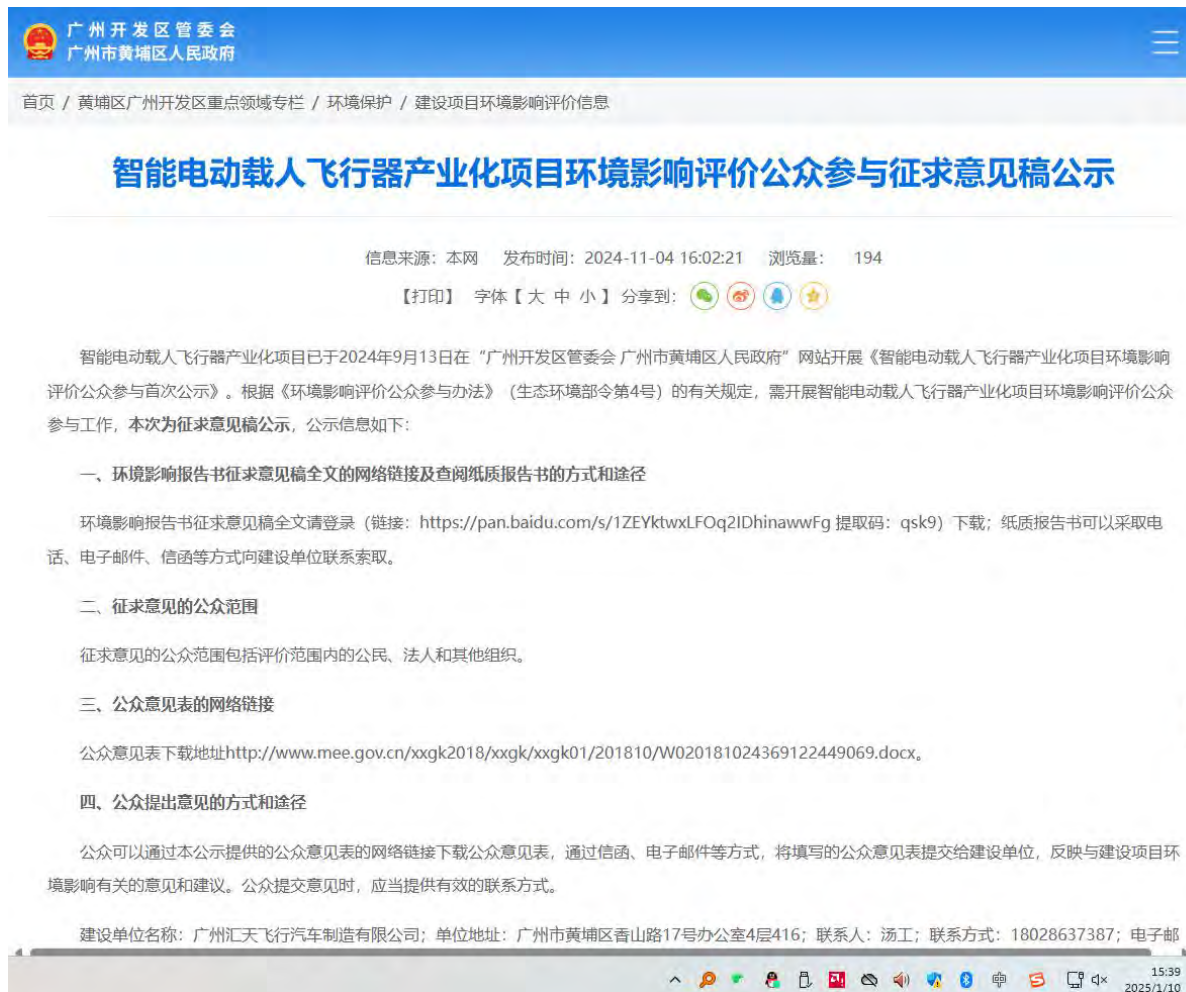 广州开发区管委会
广州市黄埔区人民政府
首页 / 黄埔区广州开发区重点领域专栏 / 环境保护 / 建设项目环境影响评价信息
智能电动载人飞行器产业化项目环境影响评价公众参与征求意见稿公示
信息来源：本网 发布时间：2024-11-04 16:02:21 浏览量： 194
【打印】 字体【 大 中 小 】 分享到：
智能电动载人飞行器产业化项目已于2024年9月13日在“广州开发区管委会 广州市黄埔区人民政府”网站开展《智能电动载人飞行器产业化项目环境影响
评价公众参与首次公示》。根据《环境影响评价公众参与办法》（生态环境部令第4号）的有关规定，需开展智能电动载人飞行器产业化项目环境影响评价公众
参与工作，本次为征求意见稿公示，公示信息如下：
一、环境影响报告书征求意见稿全文的网络链接及查阅纸质报告书的方式和途径
环境影响报告书征求意见稿全文请登录（链接：https://pan.baidu.com/s/1ZEYktwxLFOq2IDhinawwFg 提取码：qsk9）下载；纸质报告书可以采取电
话、电子邮件、信函等方式向建设单位联系索取。
二、征求意见的公众范围
征求意见的公众范围包括评价范围内的公民、法人和其他组织。
三、公众意见表的网络链接
公众意见表下载地址http://www.mee.gov.cn/xxgk2018/xxgk/xxgk01/201810/W020181024369122449069.docx。
四、公众提出意见的方式和途径
公众可以通过本公示提供的公众意见表的网络链接下载公众意见表，通过信函、电子邮件等方式，将填写的公众意见表提交给建设单位，反映与建设项目环
境影响有关的意见和建议。公众提交意见时，应当提供有效的联系方式。
建设单位名称：广州汇天飞行汽车制造有限公司；单位地址：广州市黄埔区香山路17号办公室4层416；联系人：汤工；联系方式：18028637387；电子邮
中
15:39
2025/1/10